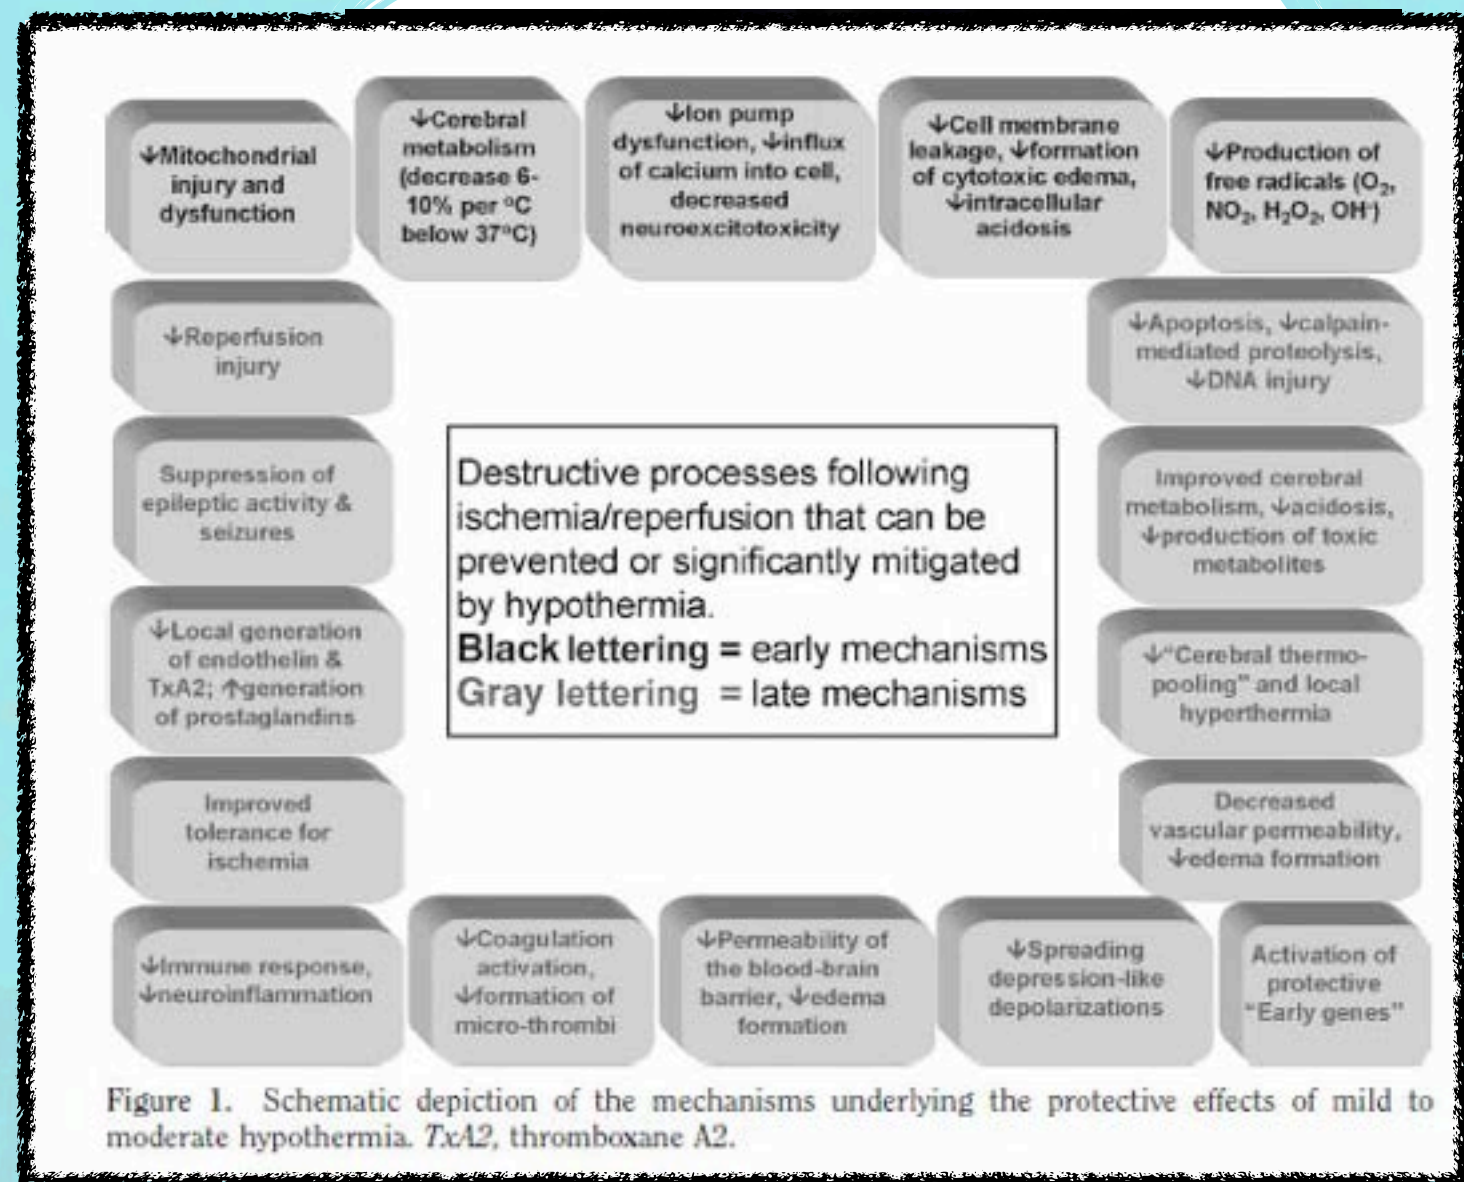 ↓Mitochondrial
injury and
dysfunction
↓Cerebral
metabolism
(decrease 6-
10% per ºC
below 37ºC)
↓Ion pump
dysfunction, ↓influx
of calcium into cell,
decreased
neuroexcitotoxicity
↓Cell membrane
leakage, ↓formation
of cytotoxic edema,
↓intracellular
acidosis
↓Production of
free radicals (O₂,
NO₂, H₂O₂, OH⁻)
↓Reperfusion
injury
↓Apoptosis, ↓calpain-
mediated proteolysis,
↓DNA injury
Suppression of
epileptic activity &
seizures
Destructive processes following
ischemia/reperfusion that can be
prevented or significantly mitigated
by hypothermia.
Black lettering = early mechanisms
Gray lettering = late mechanisms
Improved cerebral
metabolism, ↓acidosis,
↓production of toxic
metabolites
↓Local generation
of endothelin &
TxA2; ↑generation
of prostaglandins
↓"Cerebral thermo-
pooling" and local
hyperthermia
Improved
tolerance for
ischemia
Decreased
vascular permeability,
↓edema formation
↓Immune response,
↓neuroinflammation
↓Coagulation
activation,
↓formation of
micro-thrombi
↓Permeability of
the blood-brain
barrier, ↓edema
formation
↓Spreading
depression-like
depolarizations
Activation of
protective
"Early genes"
Figure 1. Schematic depiction of the mechanisms underlying the protective effects of mild to
moderate hypothermia. TxA2, thromboxane A2.